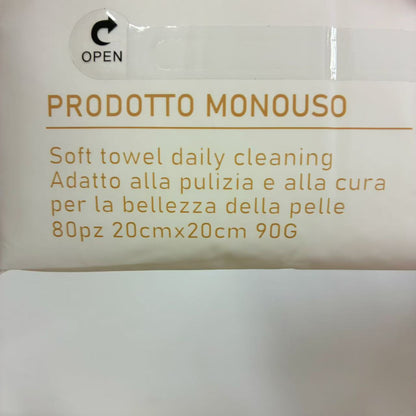 OPEN
PRODOTTO MONOUSO
Soft towel daily cleaning
Adatto alla pulizia e alla cura
per la bellezza della pelle
80pz 20cmx20cm 90G